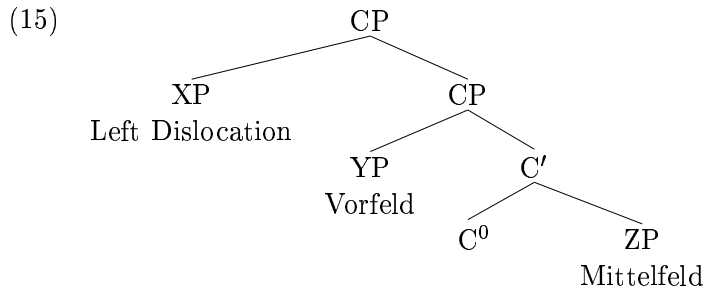 (15) CP
XP CP
Left Dislocation
YP C′
Vorfeld
C⁰ ZP
Mittelfeld